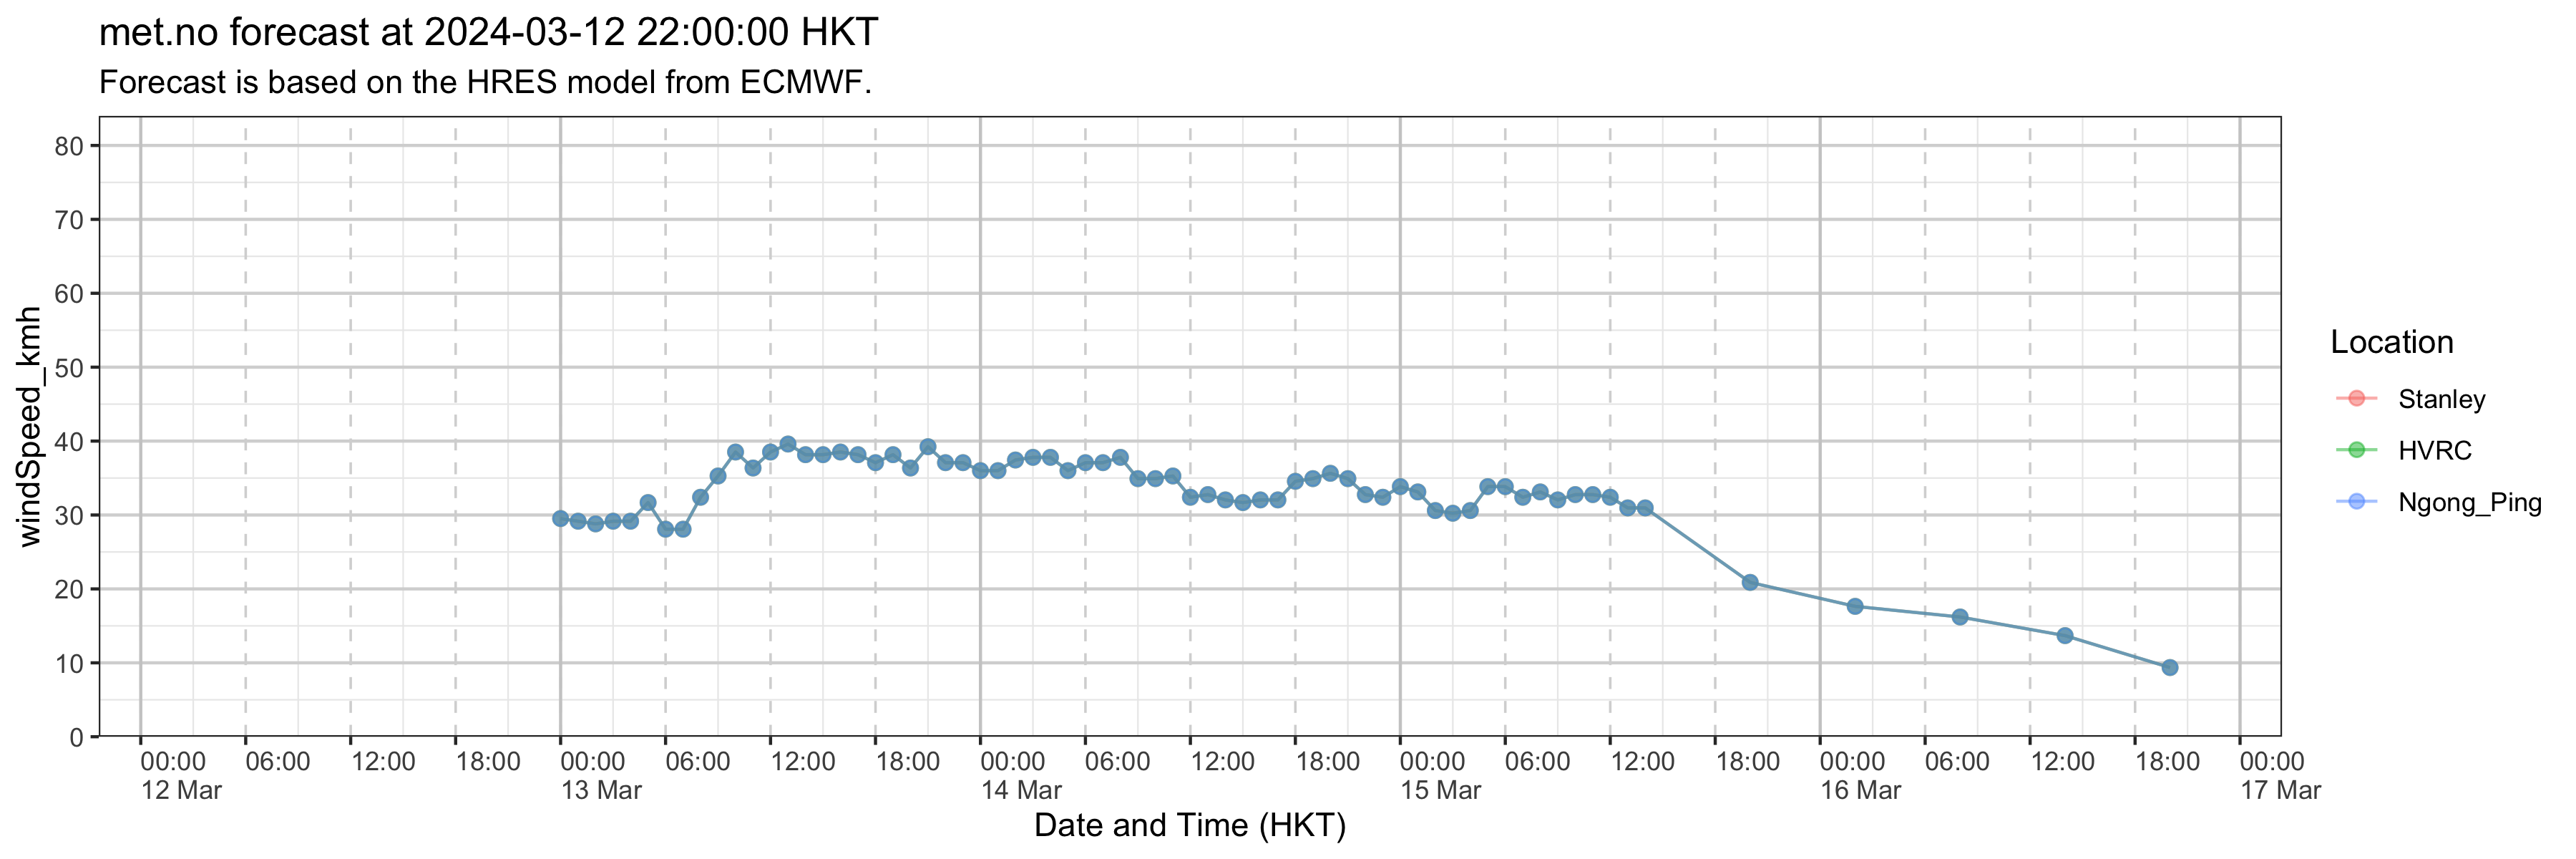 met.no forecast at 2024-03-12 22:00:00 HKT
Forecast is based on the HRES model from ECMWF.
windSpeed_kmh
80
70
60
50
40
30
20
10
0
00:00 06:00 12:00 18:00 00:00 06:00 12:00 18:00 00:00 06:00 12:00 18:00 00:00 06:00 12:00 18:00 00:00 06:00 12:00 18:00 00:00
12 Mar 13 Mar 14 Mar 15 Mar 16 Mar 17 Mar
Date and Time (HKT)
Location
Stanley
HVRC
Ngong_Ping